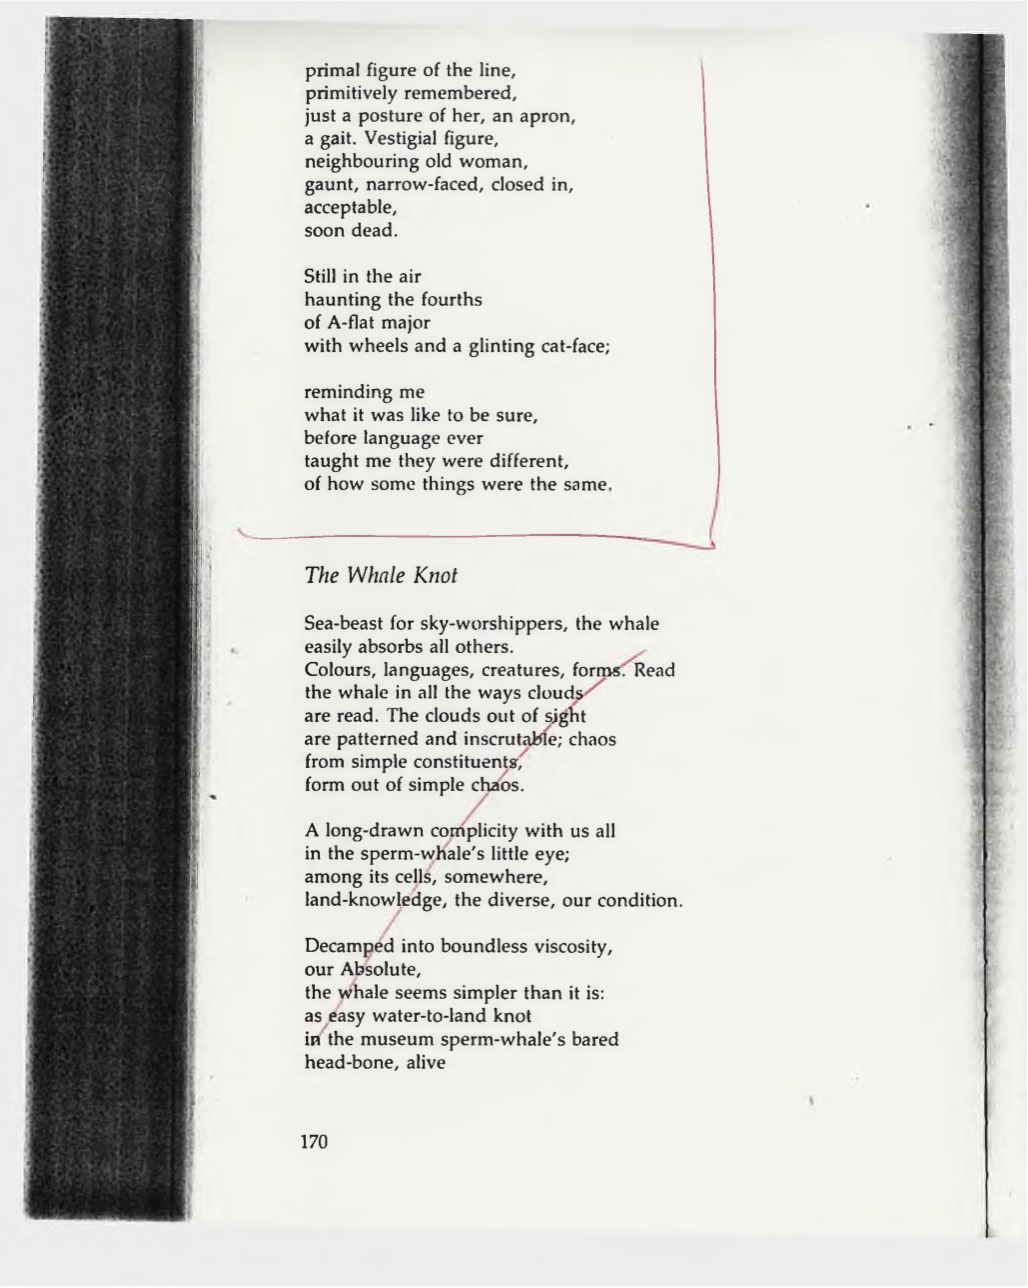 primal figure of the line,
primitively remembered,
just a posture of her, an apron,
a gait. Vestigial figure,
neighbouring old woman,
gaunt, narrow-faced, closed in,
acceptable,
soon dead.
Still in the air
haunting the fourths
of A-flat major
with wheels and a glinting cat-face;
reminding me
what it was like to be sure,
before language ever
taught me they were different,
of how some things were the same.
The Whale Knot
Sea-beast for sky-worshippers, the whale
easily absorbs all others.
Colours, languages, creatures, forms. Read
the whale in all the ways clouds
are read. The clouds out of sight
are patterned and inscrutable; chaos
from simple constituents,
form out of simple chaos.
A long-drawn complicity with us all
in the sperm-whale's little eye;
among its cells, somewhere,
land-knowledge, the diverse, our condition.
Decamped into boundless viscosity,
our Absolute,
the whale seems simpler than it is:
as easy water-to-land knot
in the museum sperm-whale's bared
head-bone, alive
170